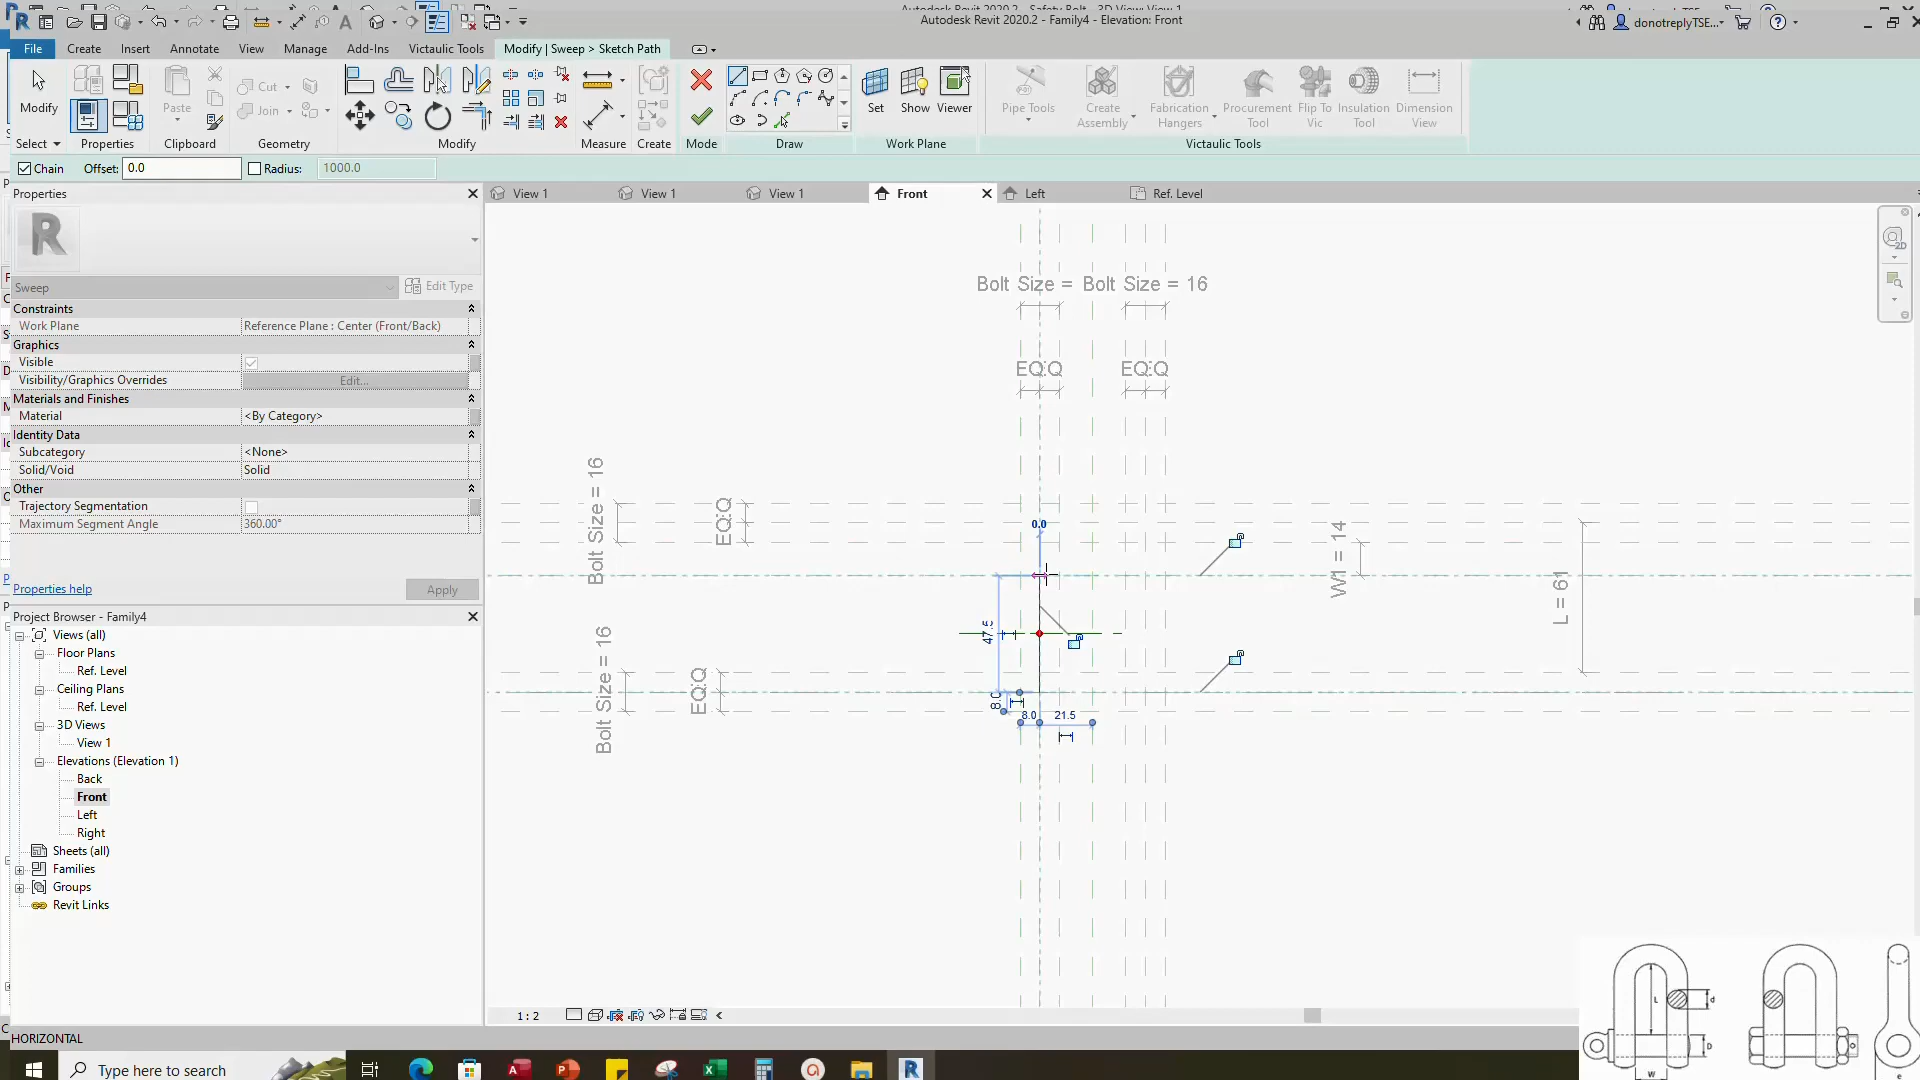 Autodesk Revit 2020.2 - Family4 - Elevation: Front
donotreplyTSE...
File Create Insert Annotate View Manage Add-Ins Victaulic Tools Modify | Sweep > Sketch Path
Modify
Paste
Cut
Join
Set Show Viewer
Pipe Tools
Create Assembly
Fabrication Hangers
Procurement Tool
Flip To Vic
Insulation Tool
Dimension View
Select Properties Clipboard Geometry Modify Measure Create Mode Draw Work Plane Victaulic Tools
Chain Offset: 0.0 Radius: 1000.0
Properties
View 1 View 1 View 1 Front Left Ref. Level
R
Sweep Edit Type
Constraints
Work Plane Reference Plane : Center (Front/Back)
Graphics
Visible
Visibility/Graphics Overrides Edit...
Materials and Finishes
Material <By Category>
Identity Data
Subcategory <None>
Solid/Void Solid
Other
Trajectory Segmentation
Maximum Segment Angle 360.00°
Properties help Apply
Project Browser - Family4
Views (all)
Floor Plans
Ref. Level
Ceiling Plans
Ref. Level
3D Views
View 1
Elevations (Elevation 1)
Back
Front
Left
Right
Sheets (all)
Families
Groups
Revit Links
Bolt Size = Bolt Size = 16
EQ:Q EQ:Q
Bolt Size = 16
EQ:Q
0.0
W1 = 14
L = 61
47.5
Bolt Size = 16
EQ:Q
8.0
8.0 21.5
1 : 2
L d
D
W
e
HORIZONTAL
Type here to search